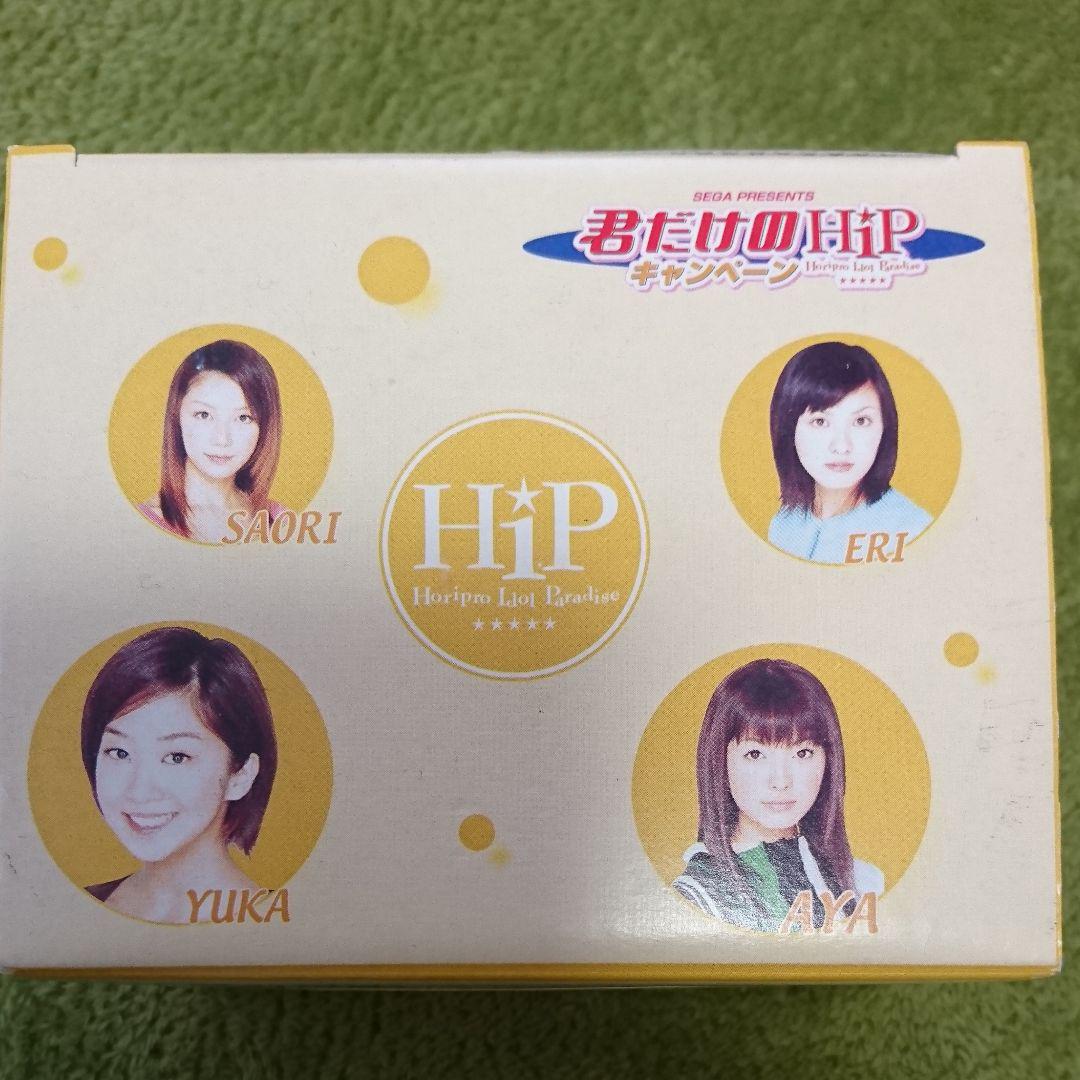 SEGA PRESENTS
君だけのHiP
キャンペーン Horipro Idol Paradise
★★★★★
SAORI
ERI
HiP
Horipro Idol Paradise
★★★★★
YUKA
AYA